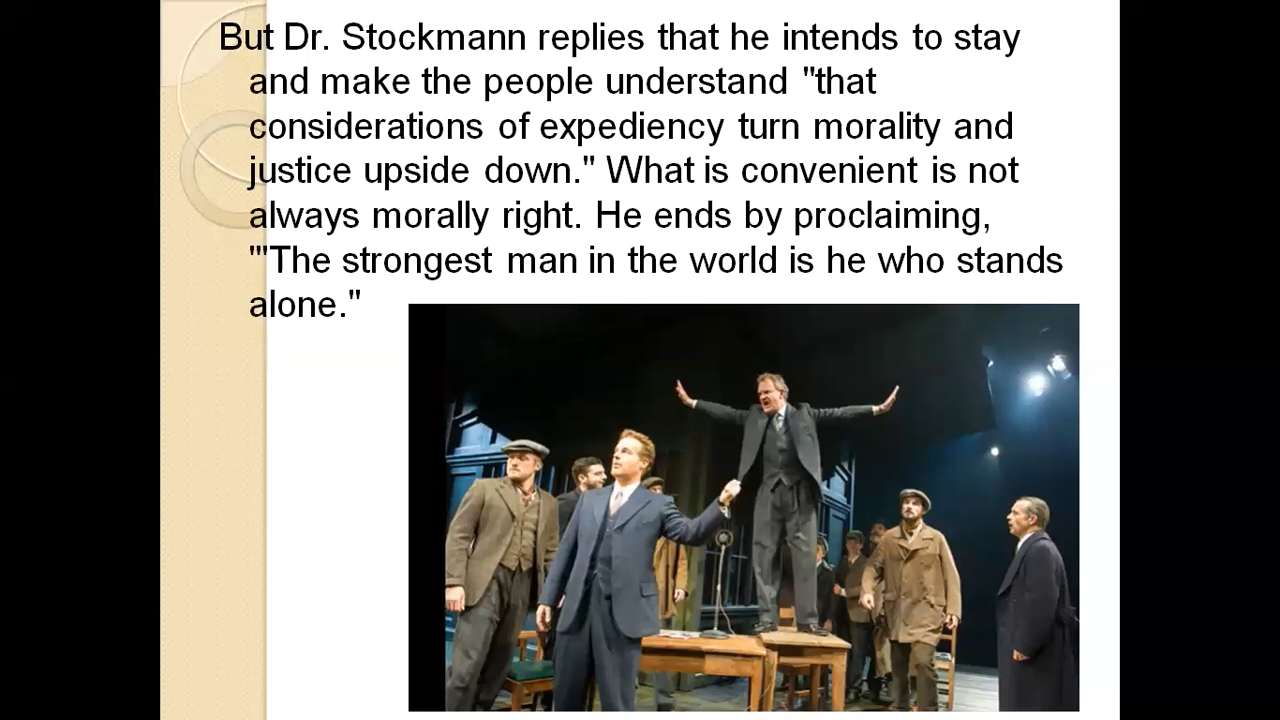 But Dr. Stockmann replies that he intends to stay
and make the people understand "that
considerations of expediency turn morality and
justice upside down." What is convenient is not
always morally right. He ends by proclaiming,
"'The strongest man in the world is he who stands
alone."